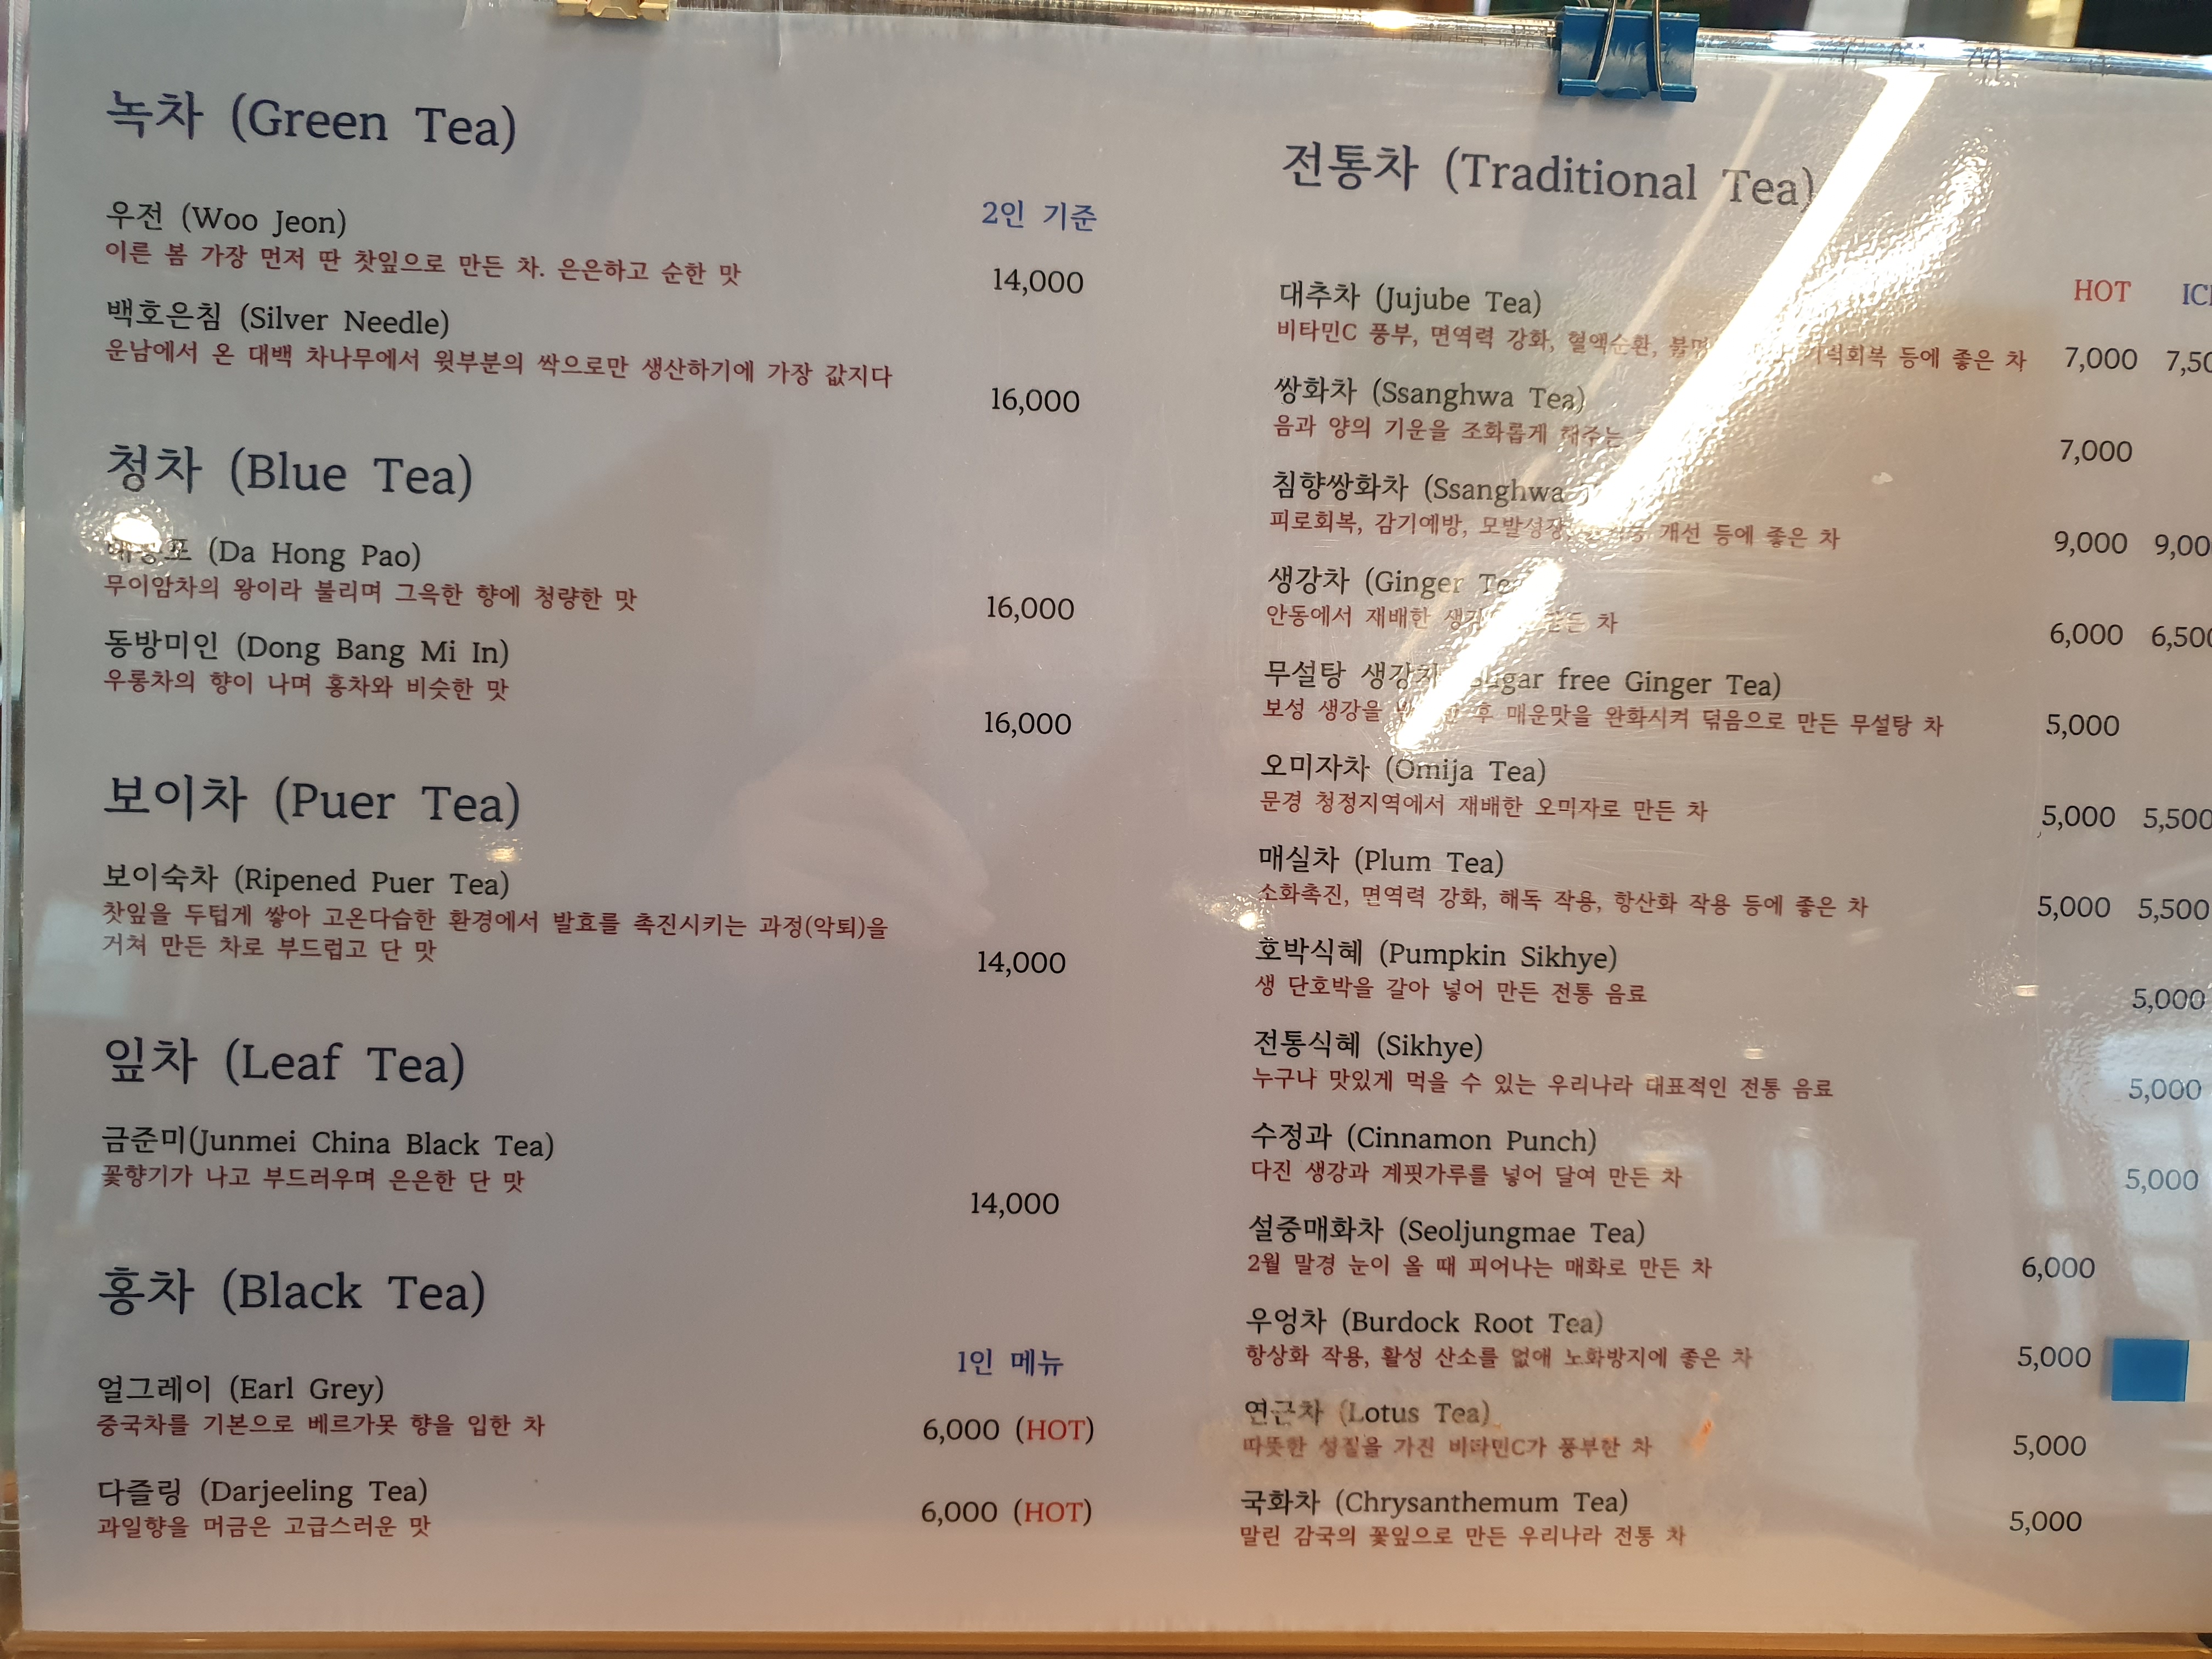 녹차 (Green Tea)
2인 기준
우전 (Woo Jeon)
이른 봄 가장 먼저 딴 찻잎으로 만든 차. 은은하고 순한 맛
14,000
백호은침 (Silver Needle)
운남에서 온 대백 차나무에서 윗부분의 싹으로만 생산하기에 가장 값지다
16,000
청차 (Blue Tea)
(Da Hong Pao)
무이암차의 왕이라 불리며 그윽한 향에 청량한 맛
16,000
동방미인 (Dong Bang Mi In)
우롱차의 향이 나며 홍차와 비슷한 맛
16,000
보이차 (Puer Tea)
보이숙차 (Ripened Puer Tea)
찻잎을 두텁게 쌓아 고온다습한 환경에서 발효를 촉진시키는 과정(악퇴)을
거쳐 만든 차로 부드럽고 단 맛
14,000
잎차 (Leaf Tea)
금준미(Junmei China Black Tea)
꽃향기가 나고 부드러우며 은은한 단 맛
14,000
홍차 (Black Tea)
1인 메뉴
얼그레이 (Earl Grey)
중국차를 기본으로 베르가못 향을 입한 차
6,000 (HOT)
다즐링 (Darjeeling Tea)
과일향을 머금은 고급스러운 맛
6,000 (HOT)
전통차 (Traditional Tea)
HOT
대추차 (Jujube Tea)
비타민C 풍부, 면역력 강화, 혈액순환, 등에 좋은 차
7,000
쌍화차 (Ssanghwa Tea)
음과 양의 기운을 조화롭게 해주는
7,000
침향쌍화차 (Ssanghwa
피로회복, 감기예방, 모발성장, 개선 등에 좋은 차
9,000
생강차 (Ginger Tea
안동에서 재배한 차
6,000 6,500
무설탕 생강차 free Ginger Tea)
보성 생강을 후 매운맛을 완화시켜 덖음으로 만든 무설탕 차
5,000
오미자차 (Omija Tea)
문경 청정지역에서 재배한 오미자로 만든 차
5,000 5,500
매실차 (Plum Tea)
소화촉진, 면역력 강화, 해독 작용, 항산화 작용 등에 좋은 차
5,000 5,500
호박식혜 (Pumpkin Sikhye)
생 단호박을 갈아 넣어 만든 전통 음료
5,000
전통식혜 (Sikhye)
누구나 맛있게 먹을 수 있는 우리나라 대표적인 전통 음료
5,000
수정과 (Cinnamon Punch)
다진 생강과 계핏가루를 넣어 달여 만든 차
5,000
설중매화차 (Seoljungmae Tea)
2월 말경 눈이 올 때 피어나는 매화로 만든 차
6,000
우엉차 (Burdock Root Tea)
항상화 작용, 활성 산소를 없애 노화방지에 좋은 차
5,000
연근차 (Lotus Tea)
따뜻한 성질을 가진 비타민C가 풍부한 차
5,000
국화차 (Chrysanthemum Tea)
말린 감국의 꽃잎으로 만든 우리나라 전통 차
5,000